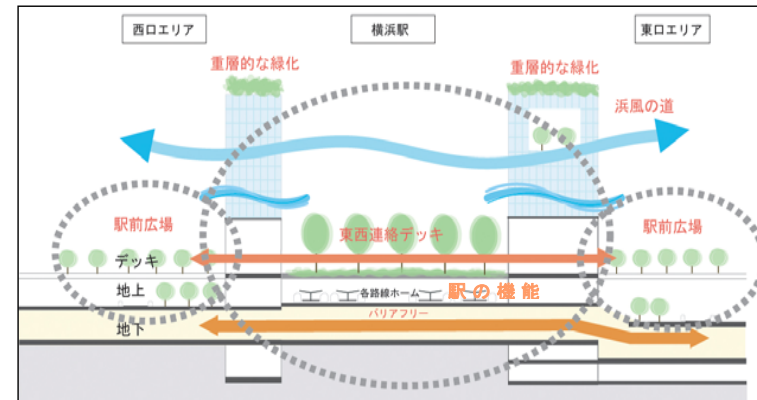 西口エリア
横浜駅
東口エリア
重層的な緑化
重層的な緑化
浜風の道
駅前広場
東西連絡デッキ
駅前広場
デッキ
地上
各路線ホーム
駅の機能
バリアフリー
地下